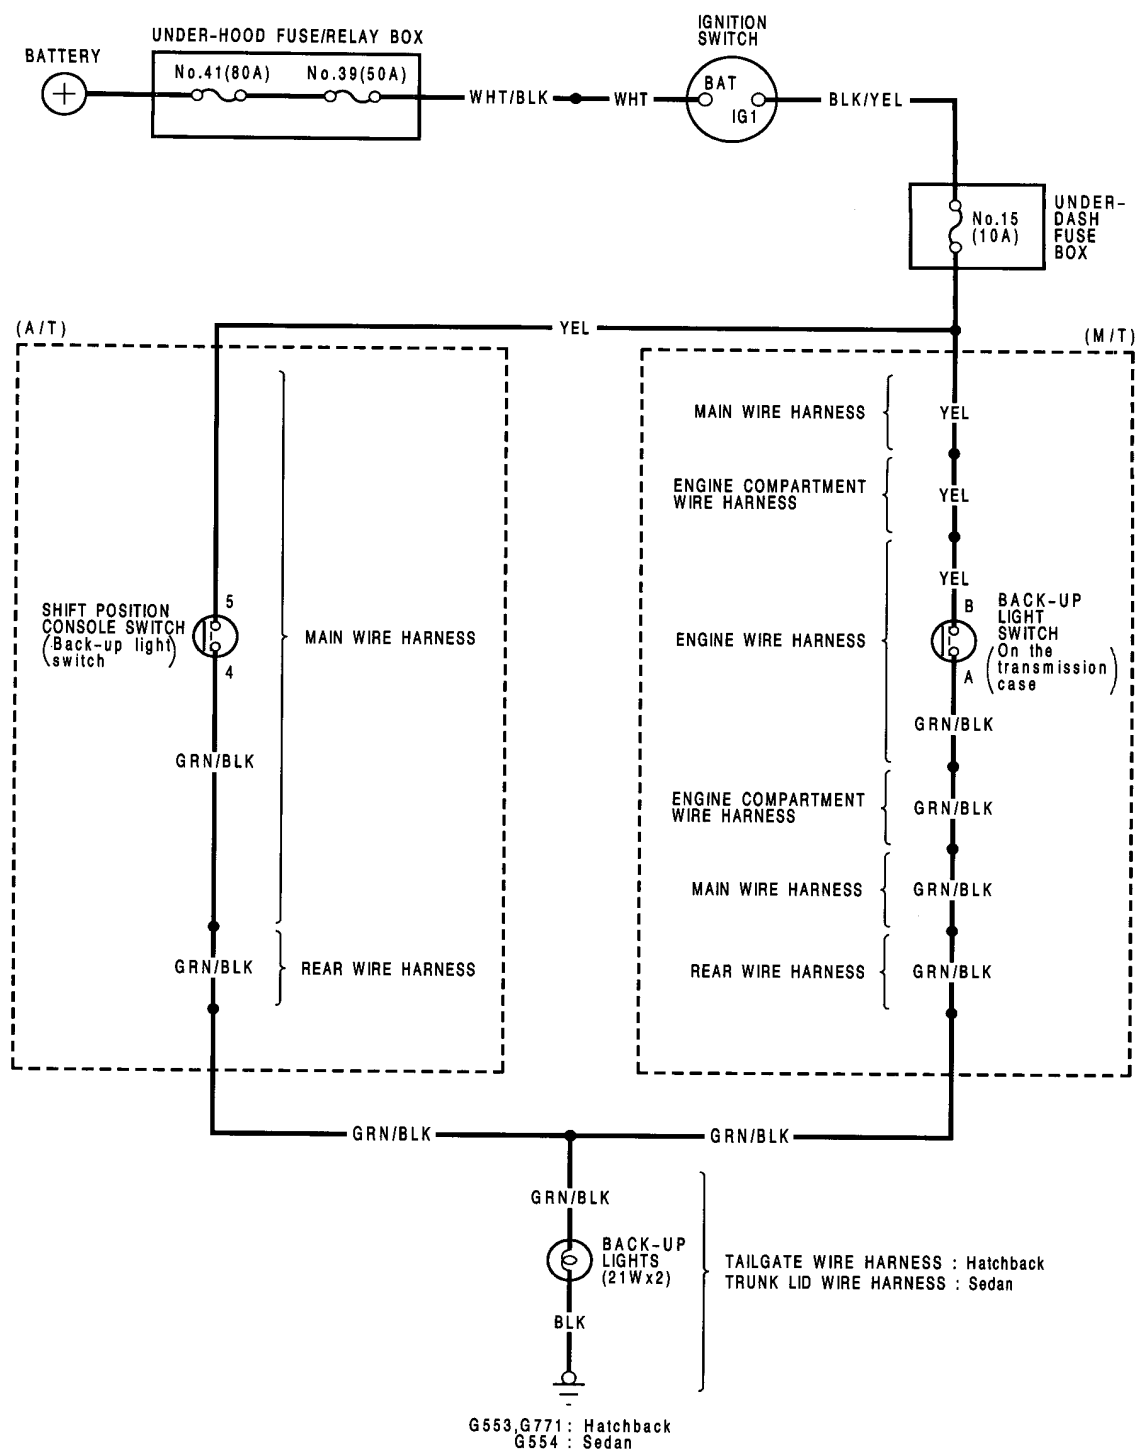 BATTERY
UNDER-HOOD FUSE/RELAY BOX
No.41(80A)
No.39(50A)
WHT/BLK
WHT
IGNITION
SWITCH
BAT
IG1
BLK/YEL
No.15
(10A)
UNDER-
DASH
FUSE
BOX
(A/T)
YEL
(M/T)
5
SHIFT POSITION
CONSOLE SWITCH
(Back-up light)
switch
4
MAIN WIRE HARNESS
GRN/BLK
GRN/BLK
REAR WIRE HARNESS
MAIN WIRE HARNESS
YEL
ENGINE COMPARTMENT
WIRE HARNESS
YEL
YEL
B
ENGINE WIRE HARNESS
BACK-UP
LIGHT
SWITCH
(On the
transmission)
case
A
GRN/BLK
ENGINE COMPARTMENT
WIRE HARNESS
GRN/BLK
MAIN WIRE HARNESS
GRN/BLK
REAR WIRE HARNESS
GRN/BLK
GRN/BLK
GRN/BLK
GRN/BLK
BACK-UP
LIGHTS
(21Wx2)
TAILGATE WIRE HARNESS : Hatchback
TRUNK LID WIRE HARNESS : Sedan
BLK
G553,G771: Hatchback
G554 : Sedan